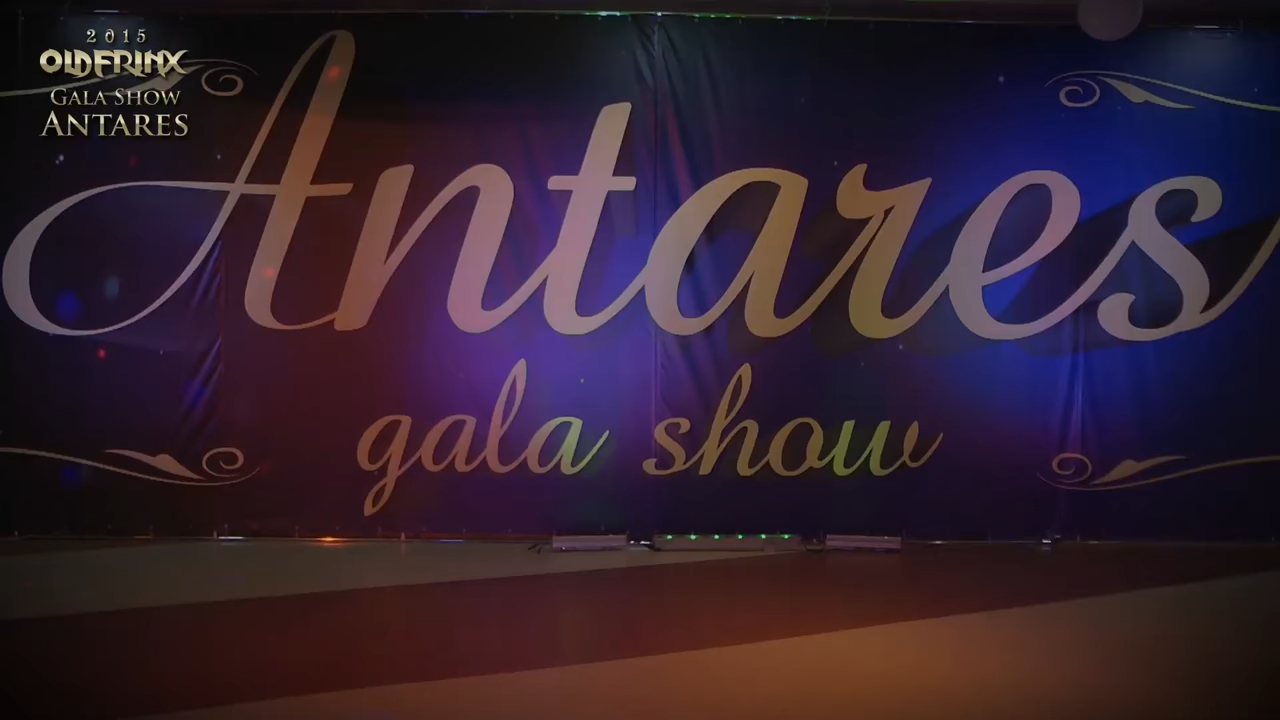 2015
OLDFRINX
GALA SHOW
ANTARES
Antares
gala show